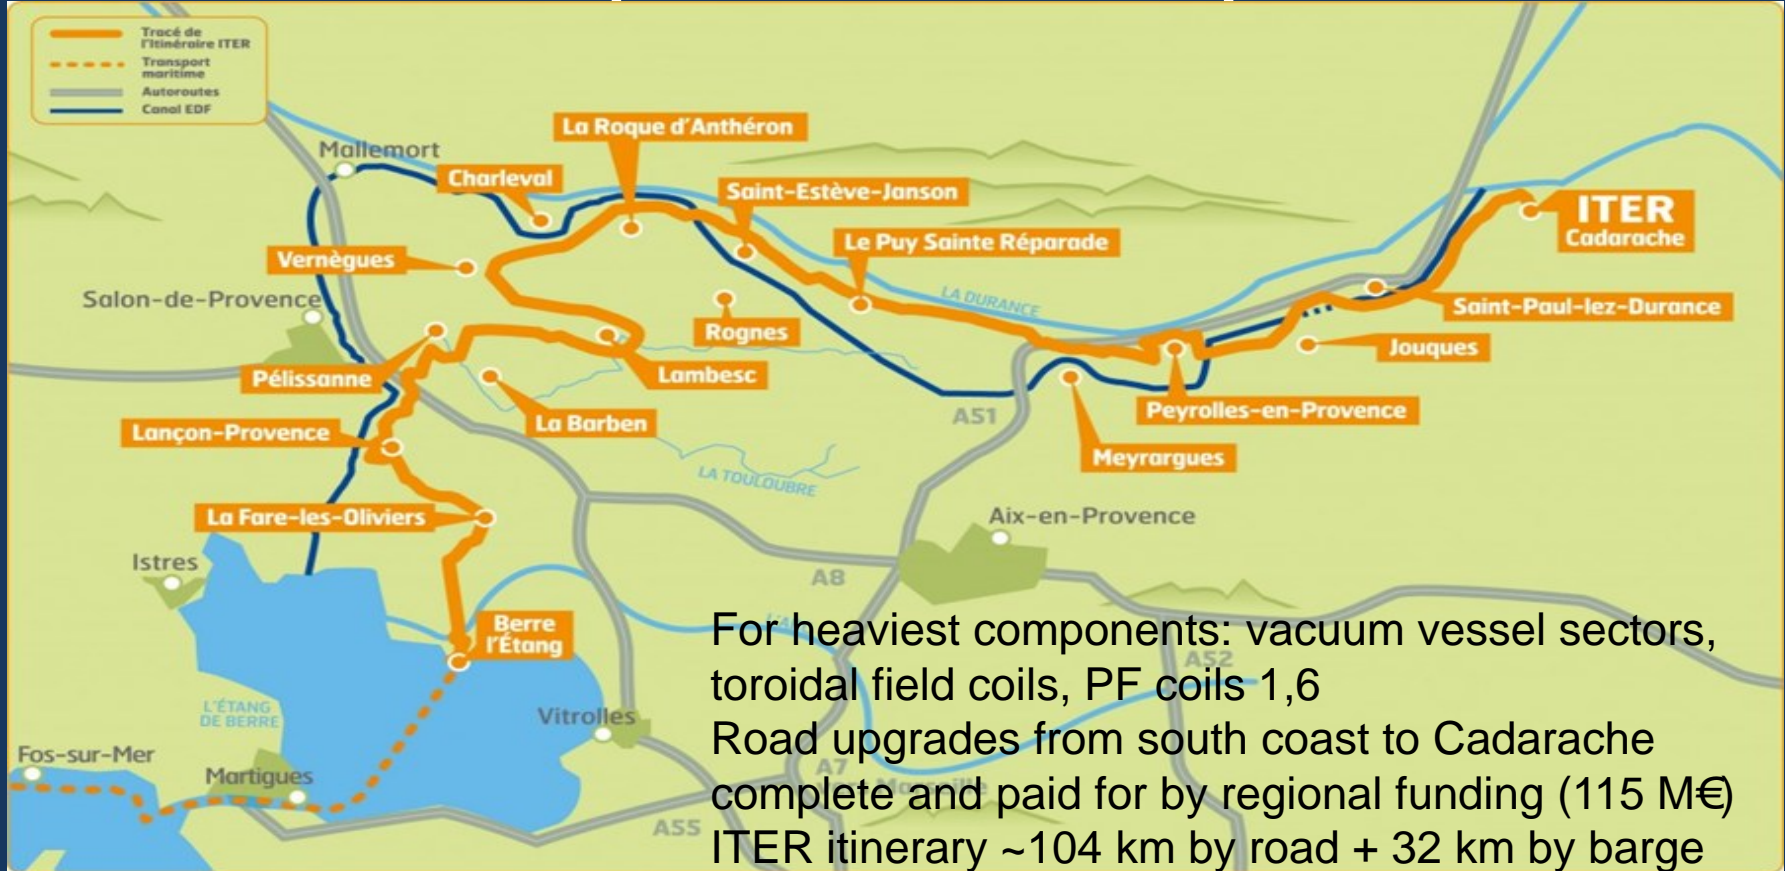 Tracé de
l'Itinéraire ITER
Transport
maritime
Autoroutes
Canal EDF
La Roque d'Anthéron
Mallemort
Charleval
Saint-Estève-Janson
ITER
Cadarache
Le Puy Sainte Réparade
Vernègues
Salon-de-Provence
LA DURANCE
Saint-Paul-lez-Durance
Rognes
Jouques
Pélissanne
Lambesc
A51
Peyrolles-en-Provence
La Barben
Lançon-Provence
Meyrargues
LA TOULOUBRE
La Fare-les-Oliviers
Aix-en-Provence
Istres
A8
Berre
l'Étang
For heaviest components: vacuum vessel sectors,
A52
toroidal field coils, PF coils 1,6
L'ÉTANG
DE BERRE
Vitrolles
Road upgrades from south coast to Cadarache
Fos-sur-Mer
Martigues
A7
Marseille
complete and paid for by regional funding (115 M€)
A55
ITER itinerary ~104 km by road + 32 km by barge